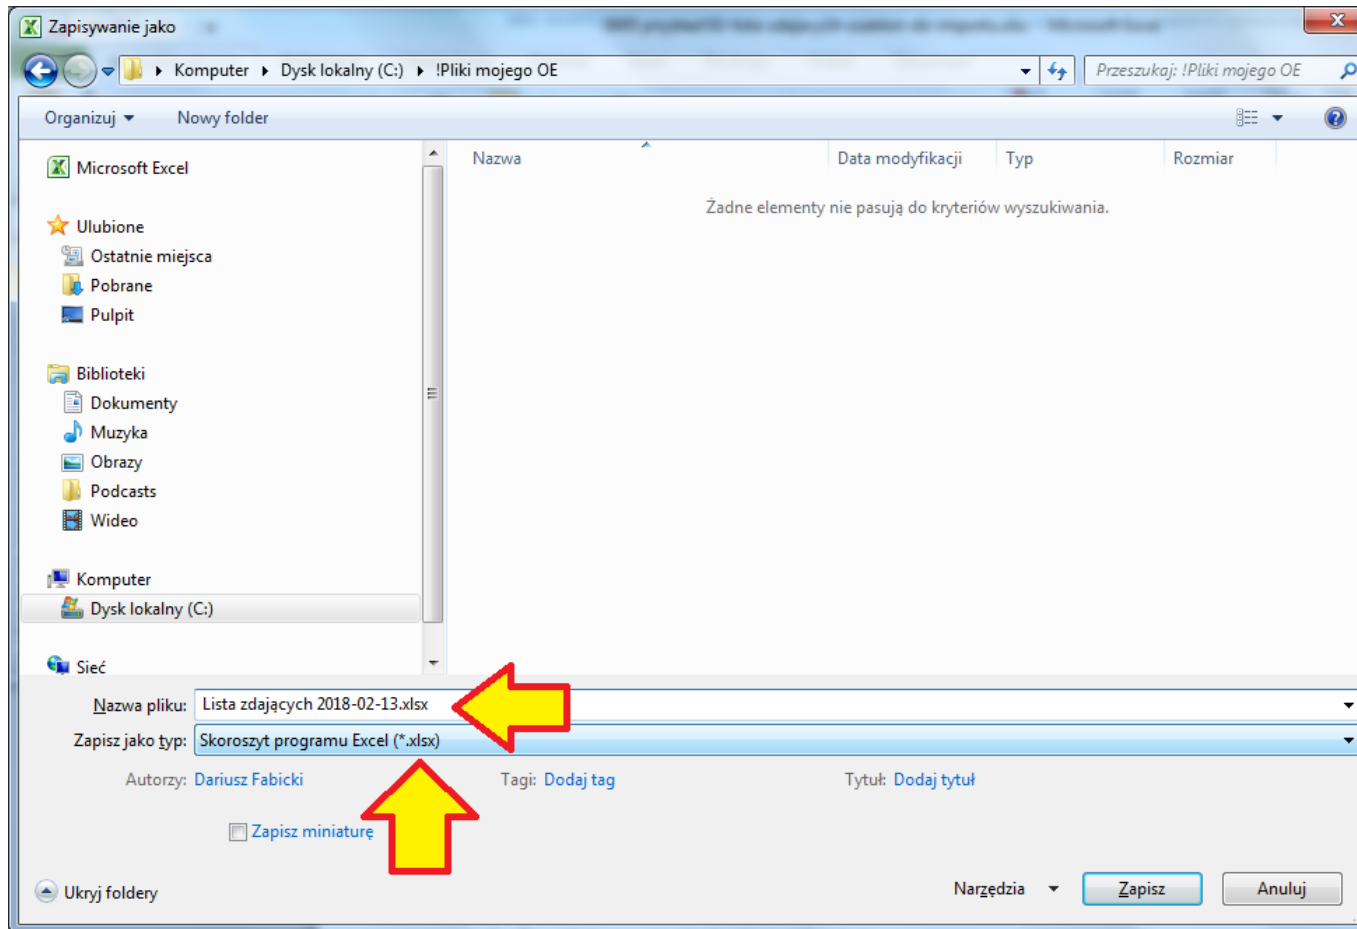 Zapisywanie jako
Komputer Dysk lokalny (C:) !Pliki mojego OE Przeszukaj: !Pliki mojego OE
Organizuj Nowy folder
Microsoft Excel
Nazwa Data modyfikacji Typ Rozmiar
Żadne elementy nie pasują do kryteriów wyszukiwania.
Ulubione
Ostatnie miejsca
Pobrane
Pulpit
Biblioteki
Dokumenty
Muzyka
Obrazy
Podcasts
Wideo
Komputer
Dysk lokalny (C:)
Sieć
Nazwa pliku: Lista zdających 2018-02-13.xlsx
Zapisz jako typ: Skoroszyt programu Excel (*.xlsx)
Autorzy: Dariusz Fabicki Tagi: Dodaj tag Tytuł: Dodaj tytuł
Zapisz miniaturę
Ukryj foldery Narzędzia Zapisz Anuluj